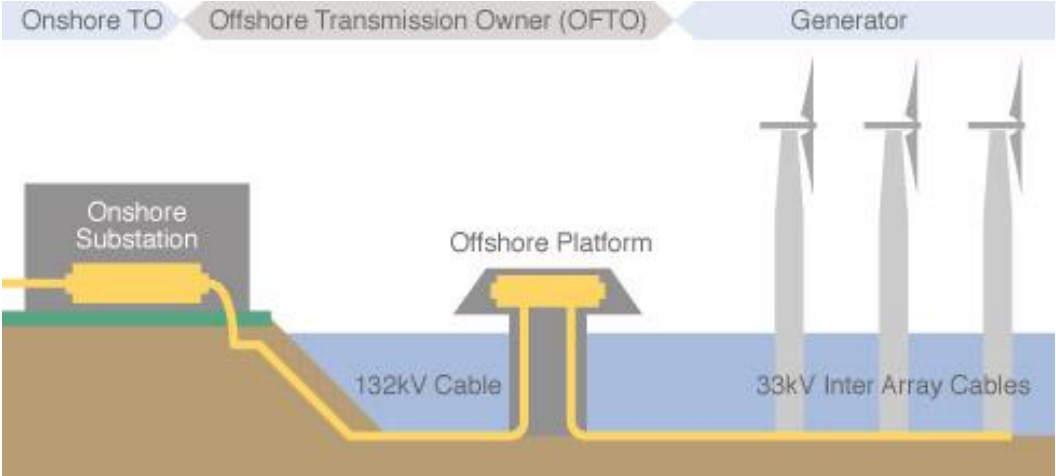 Onshore TO
Offshore Transmission Owner (OFTO)
Generator
Onshore
Substation
Offshore Platform
132kV Cable
33kV Inter Array Cables